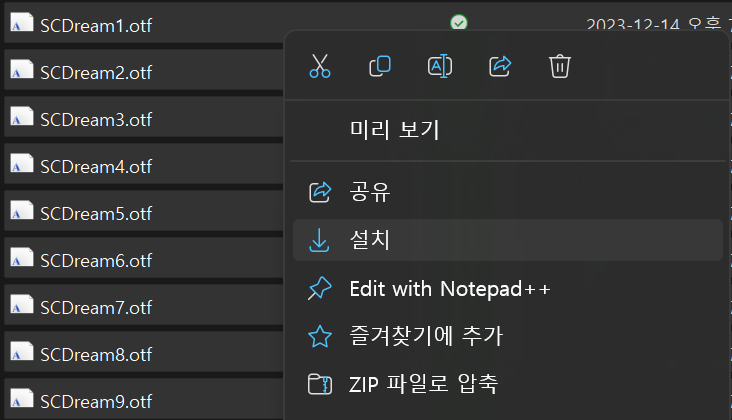 SCDream1.otf
2023-12-14 오후
SCDream2.otf
SCDream3.otf
미리 보기
SCDream4.otf
공유
SCDream5.otf
설치
SCDream6.otf
Edit with Notepad++
SCDream7.otf
즐겨찾기에 추가
SCDream8.otf
ZIP 파일로 압축
SCDream9.otf